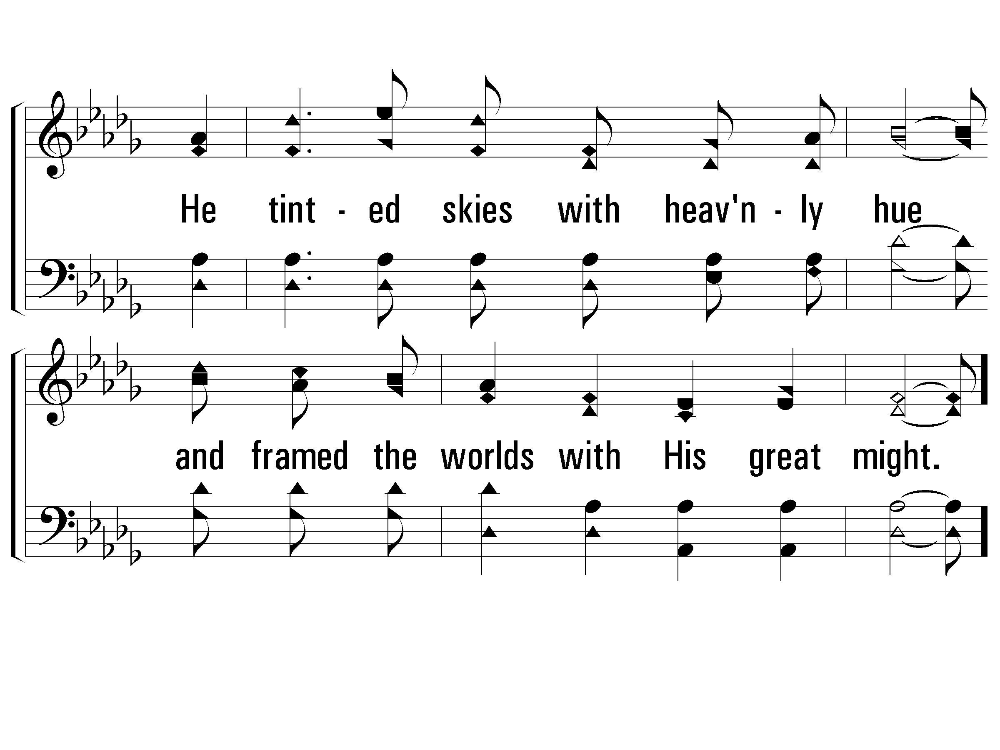 He tint - ed skies with heav'n - ly hue
and framed the worlds with His great might.